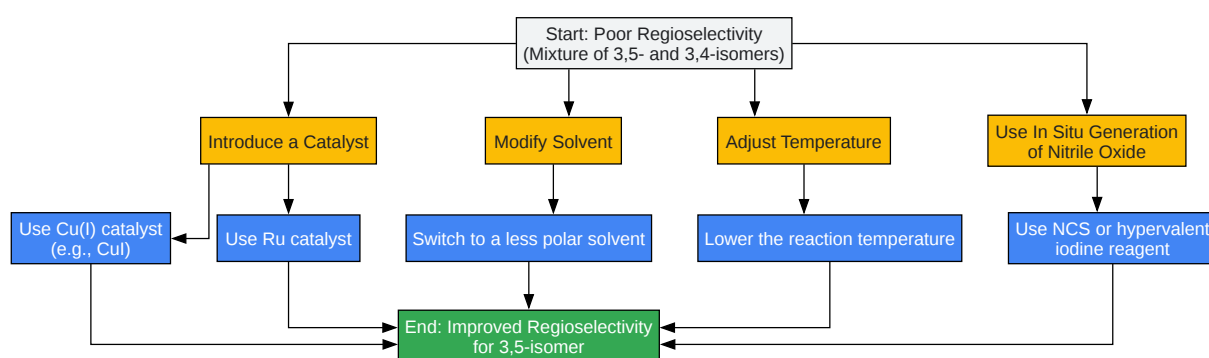 Start: Poor Regioselectivity
(Mixture of 3,5- and 3,4-isomers)
Introduce a Catalyst
Modify Solvent
Adjust Temperature
Use In Situ Generation
of Nitrile Oxide
Use Cu(I) catalyst
(e.g., CuI)
Use Ru catalyst
Switch to a less polar solvent
Lower the reaction temperature
Use NCS or hypervalent
iodine reagent
End: Improved Regioselectivity
for 3,5-isomer